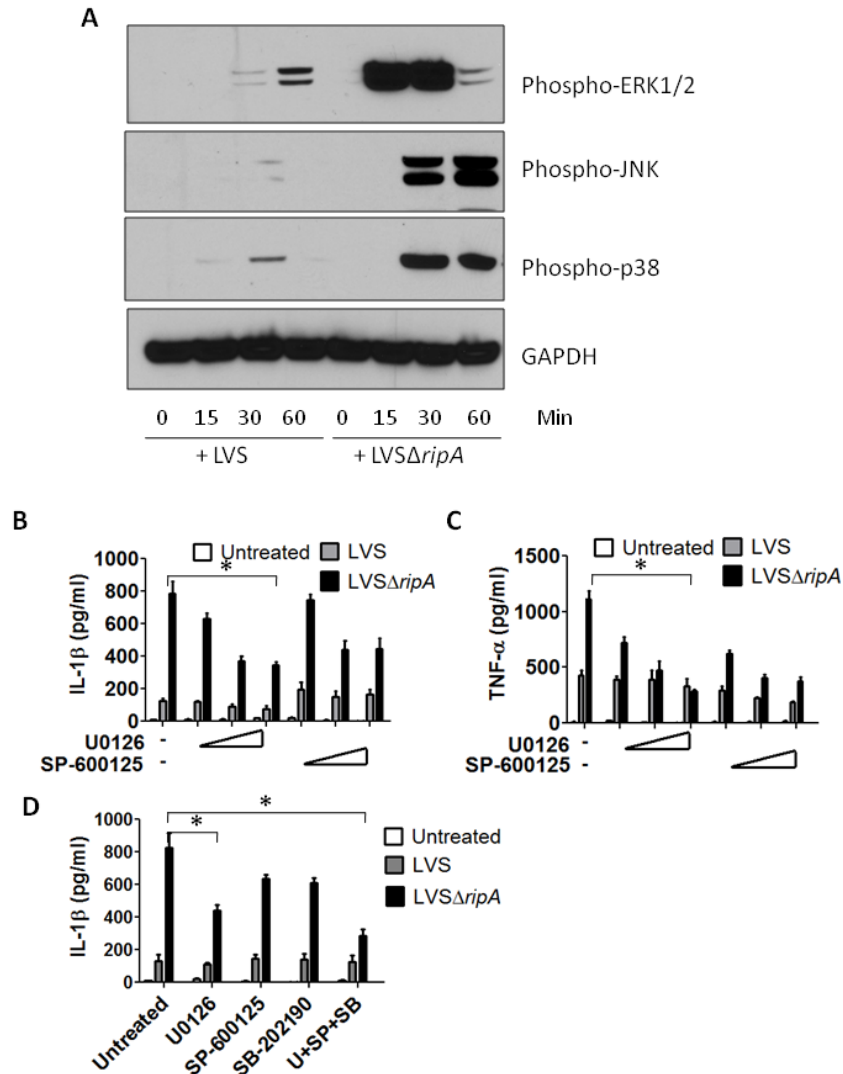 A
Phospho-ERK1/2
Phospho-JNK
Phospho-p38
GAPDH
0 15 30 60 0 15 30 60 Min
+ LVS + LVSΔripA
B
Untreated LVS
LVSΔripA
*
IL-1β (pg/ml)
1000
800
600
400
200
0
U0126 -
SP-600125 -
C
Untreated LVS
LVSΔripA
*
TNF-α (pg/ml)
1500
1000
500
0
U0126 -
SP-600125 -
D
* *
Untreated
LVS
LVSΔripA
IL-1β (pg/ml)
1000
800
600
400
200
0
Untreated
U0126
SP-600125
SB-202190
U+SP+SB